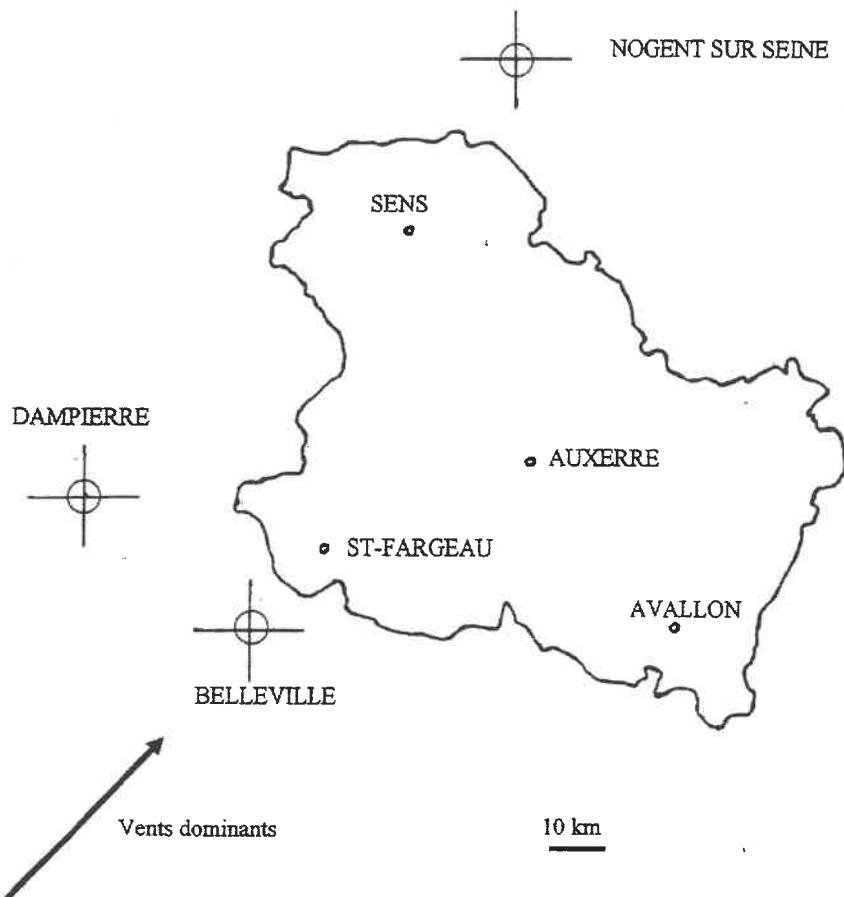 NOGENT SUR SEINE
SENS
DAMPIERRE
AUXERRE
ST-FARGEAU
AVALLON
BELLEVILLE
Vents dominants
10 km